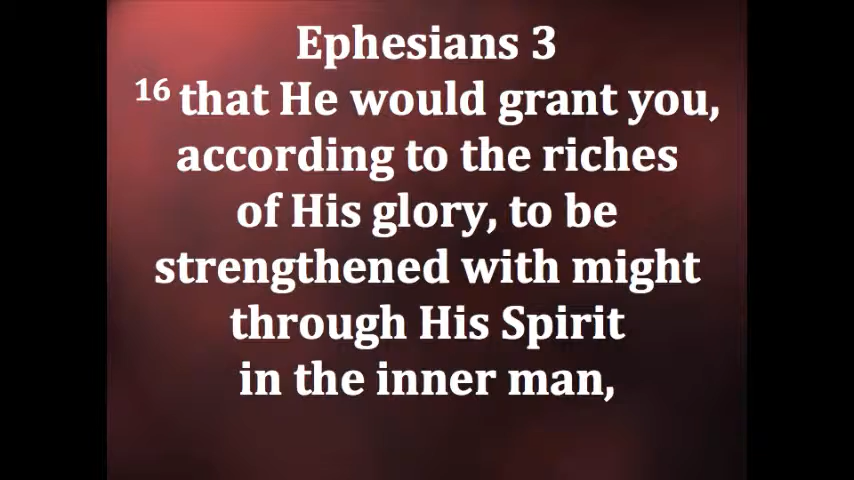 Ephesians 3
16 that He would grant you,
according to the riches
of His glory, to be
strengthened with might
through His Spirit
in the inner man,